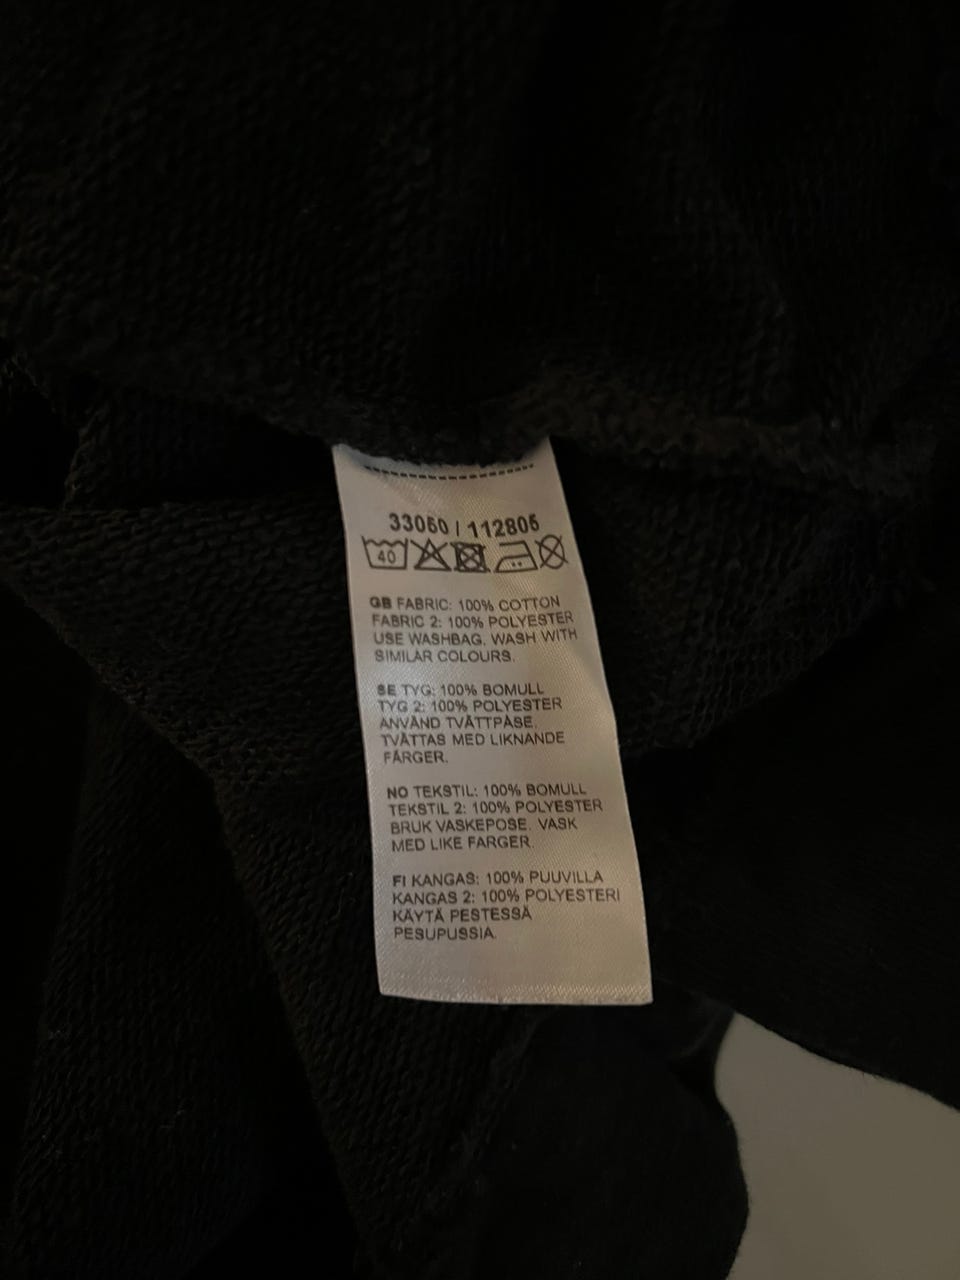 33060 / 112805
40
GB FABRIC: 100% COTTON
FABRIC 2: 100% POLYESTER
USE WASHBAG. WASH WITH
SIMILAR COLOURS.
SE TYG: 100% BOMULL
TYG 2: 100% POLYESTER
ANVÄND TVÄTTPÅSE.
TVÄTTAS MED LIKNANDE
FÄRGER.
NO TEKSTIL: 100% BOMULL
TEKSTIL 2: 100% POLYESTER
BRUK VASKEPOSE. VASK
MED LIKE FARGER.
FI KANGAS: 100% PUUVILLA
KANGAS 2: 100% POLYESTERI
KÄYTÄ PESTESSÄ
PESUPUSSIA.